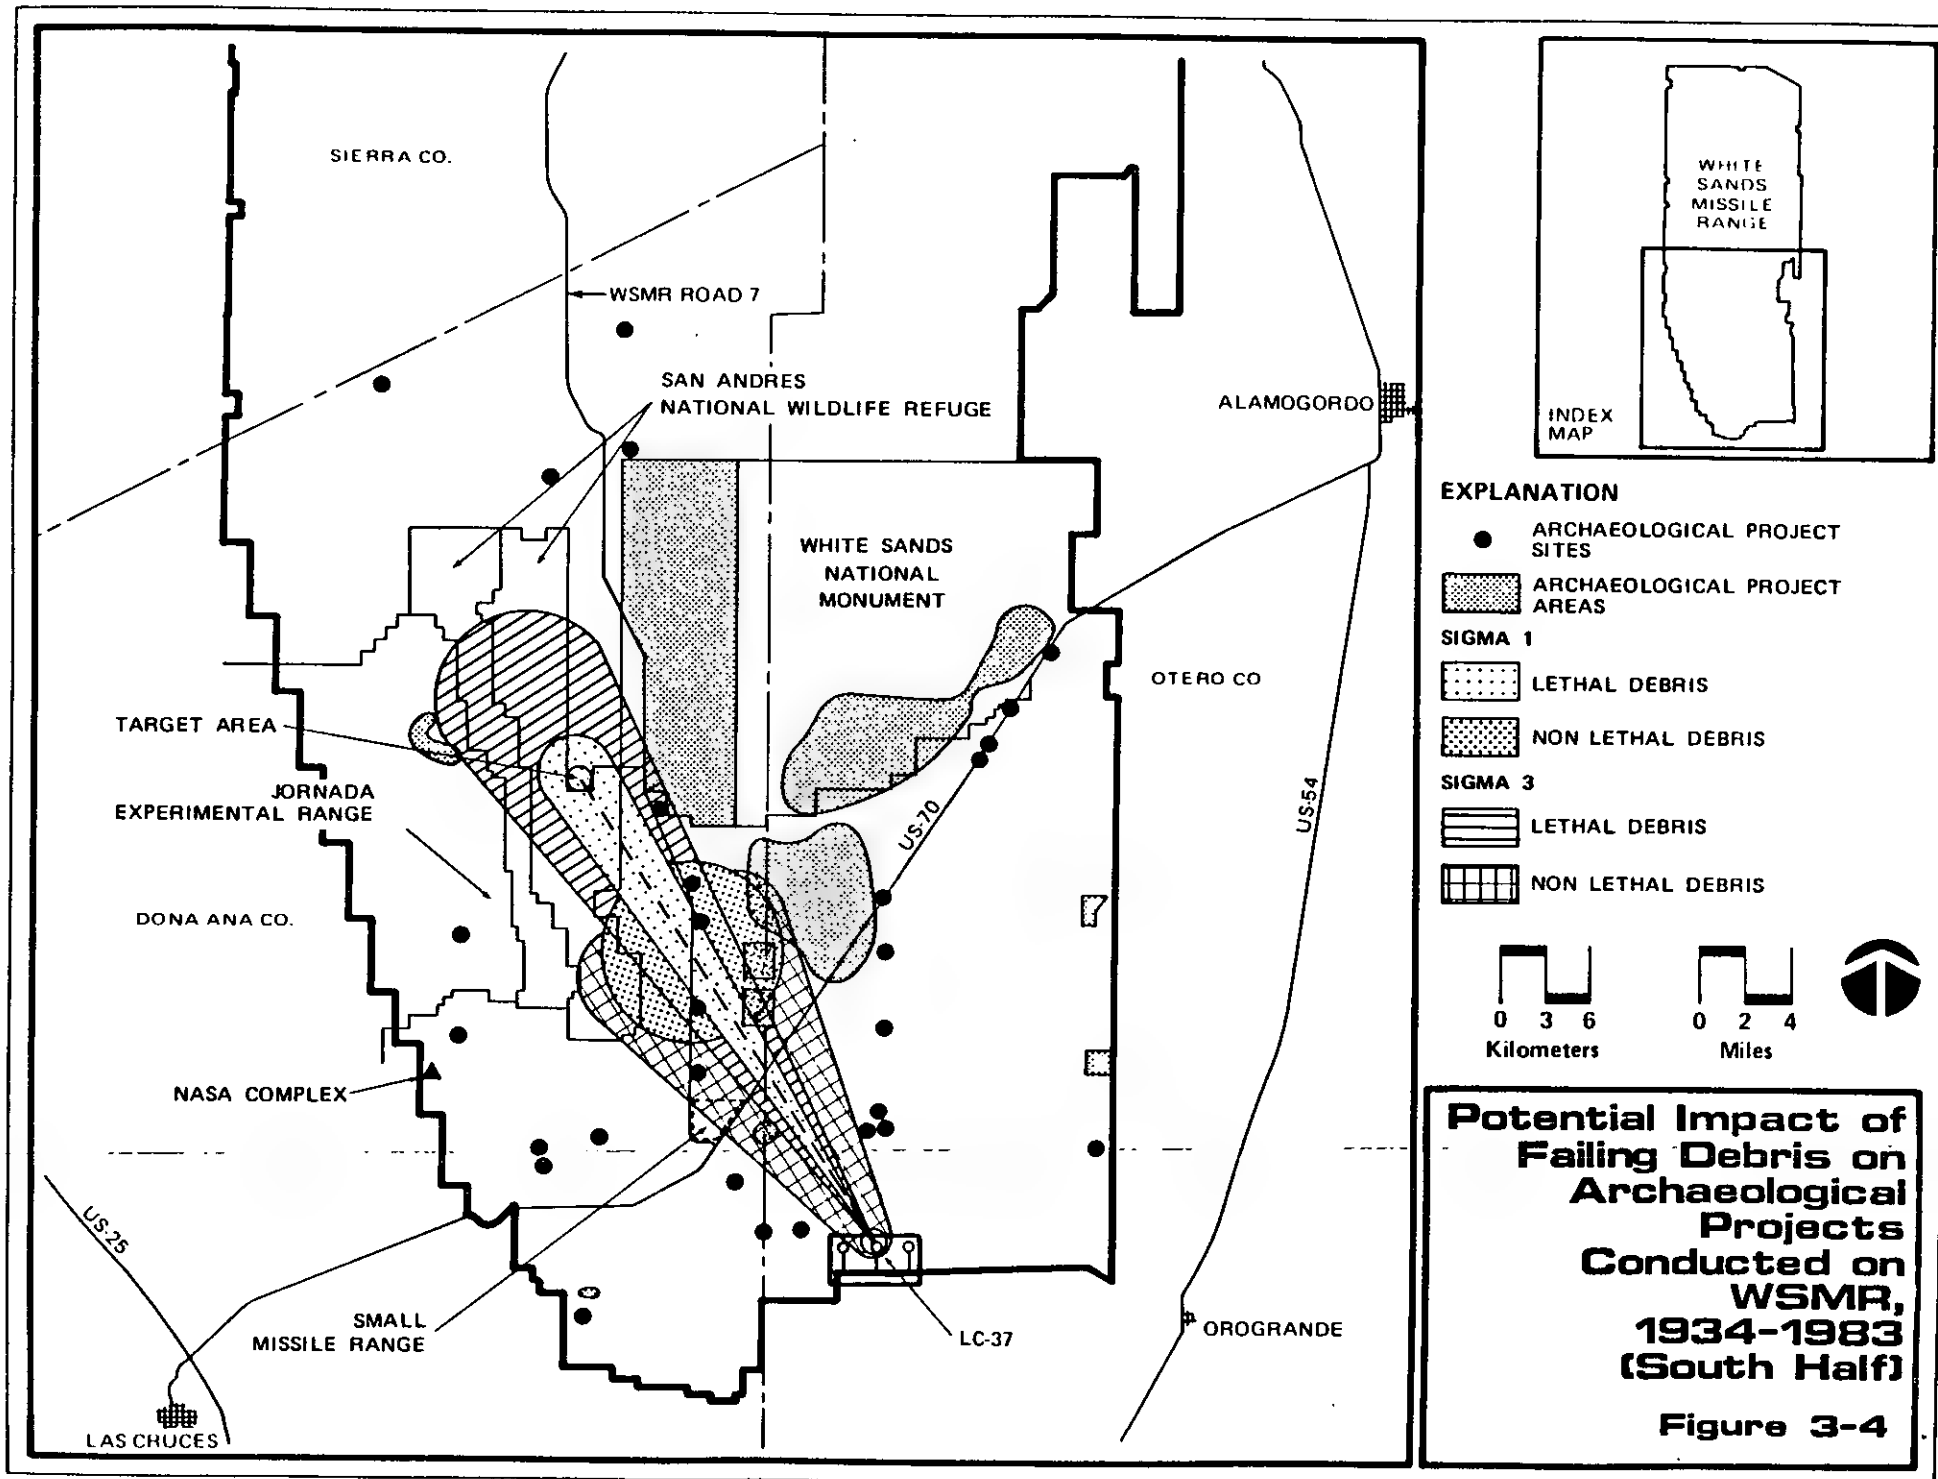 SIERRA CO.
WSMR ROAD 7
SAN ANDRES
NATIONAL WILDLIFE REFUGE
ALAMOGORDO
WHITE SANDS
NATIONAL
MONUMENT
OTERO CO
TARGET AREA
JORNADA
EXPERIMENTAL RANGE
US-70
US-54
DONA ANA CO.
NASA COMPLEX
US-25
SMALL
MISSILE RANGE
LC-37
OROGRANDE
LAS CRUCES
WHITE
SANDS
MISSILE
RANGE
INDEX
MAP
EXPLANATION
ARCHAEOLOGICAL PROJECT
SITES
ARCHAEOLOGICAL PROJECT
AREAS
SIGMA 1
LETHAL DEBRIS
NON LETHAL DEBRIS
SIGMA 3
LETHAL DEBRIS
NON LETHAL DEBRIS
0 3 6
Kilometers
0 2 4
Miles
Potential Impact of
Failing Debris on
Archaeological
Projects
Conducted on
WSMR,
1934-1983
(South Half)
Figure 3-4